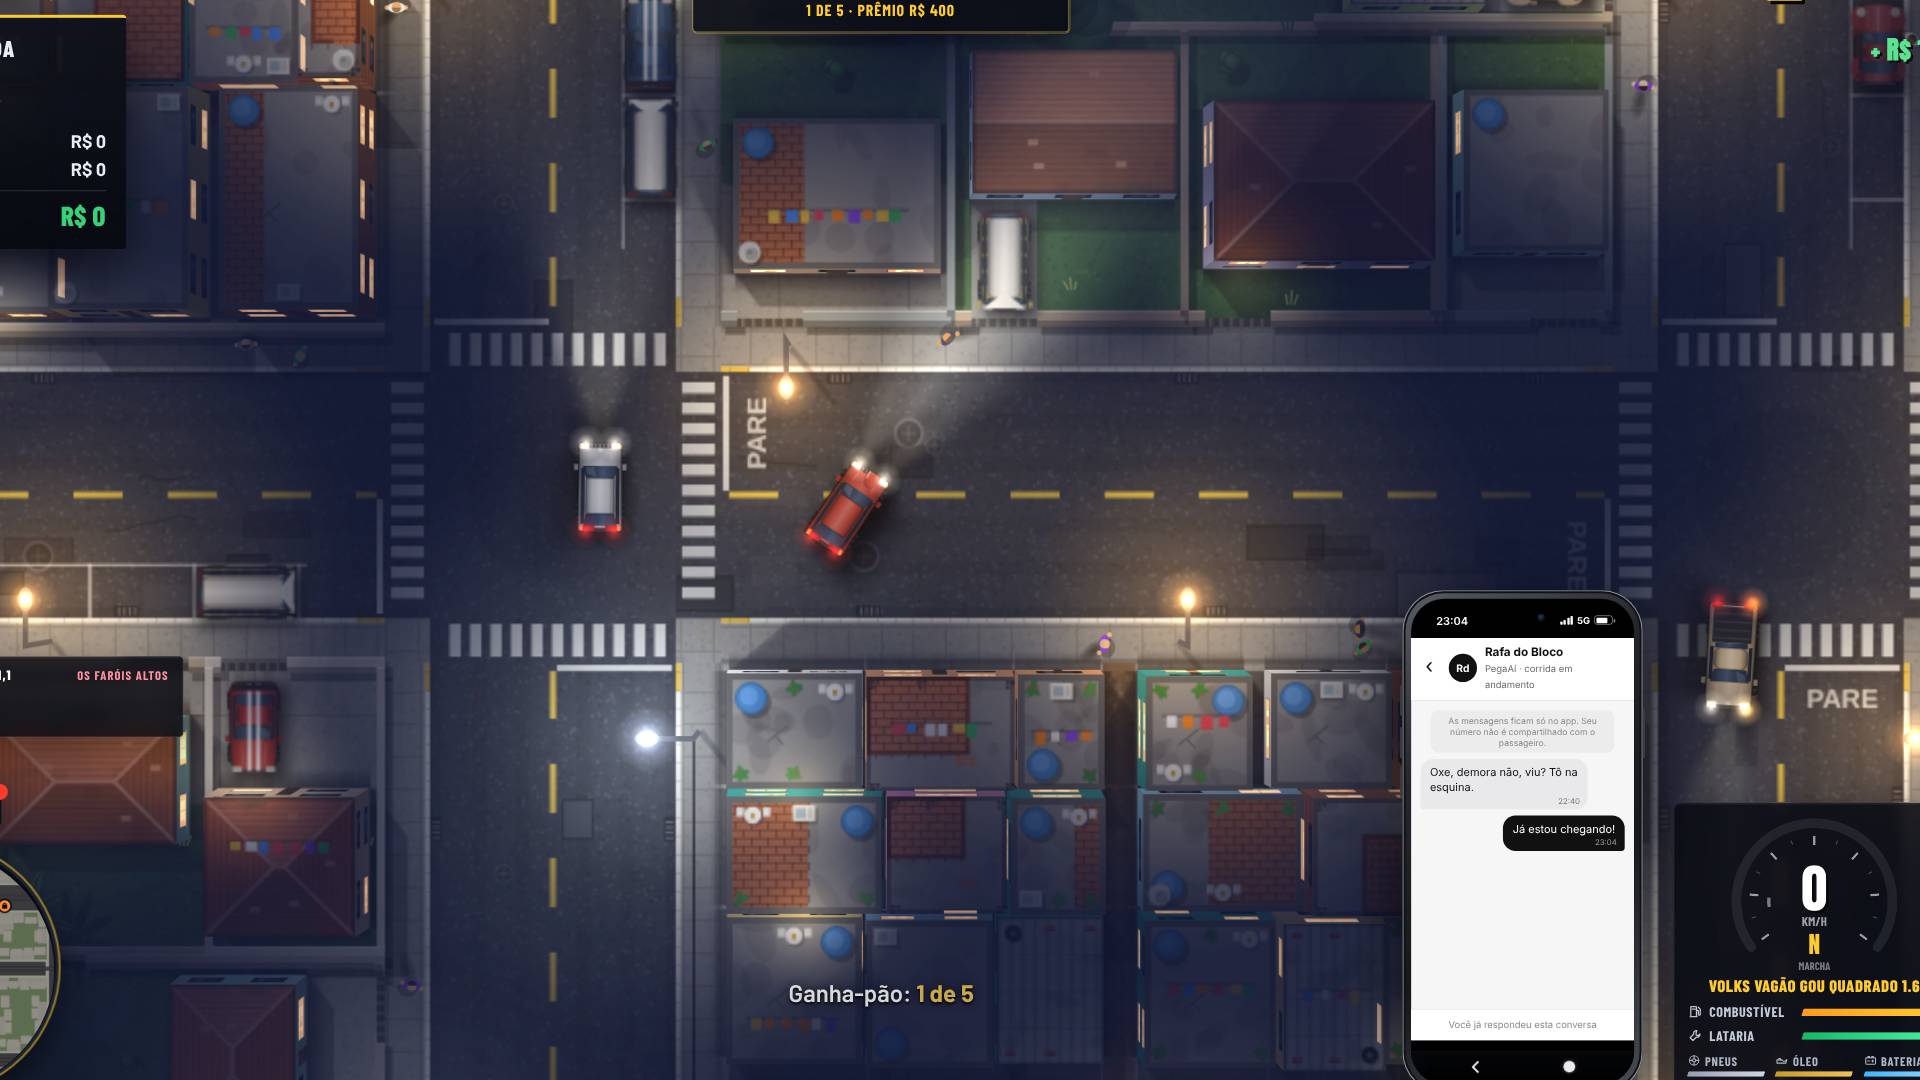 1 DE 5 · PRÊMIO R$ 400
DA
R$ 0
R$ 0
R$ 0
+ R$
PARE
PARE
PARE
1,1
OS FARÓIS ALTOS
23:04
5G
Rd
Rafa do Bloco
PegaAí · corrida em
andamento
As mensagens ficam só no app. Seu
número não é compartilhado com o
passageiro.
Oxe, demora não, viu? Tô na
esquina.
22:40
Já estou chegando!
23:04
Você já respondeu esta conversa
Ganha-pão: 1 de 5
0
KM/H
N
MARCHA
VOLKS VAGÃO GOU QUADRADO 1.6
COMBUSTÍVEL
LATARIA
PNEUS
ÓLEO
BATERIA